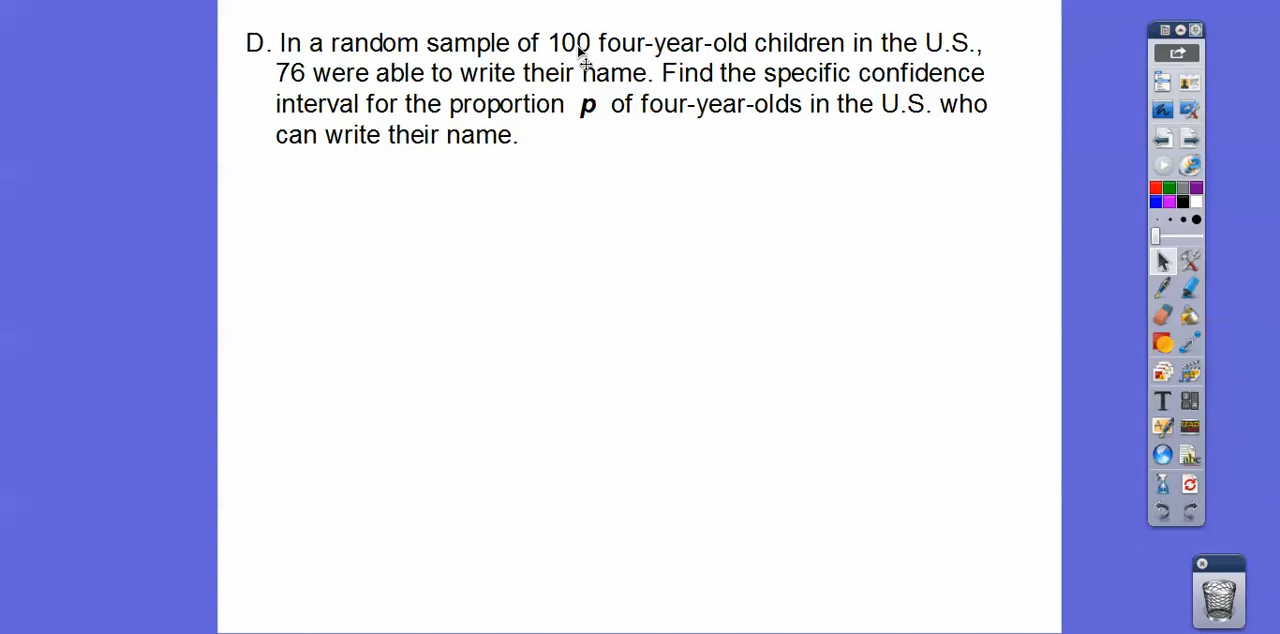 D. In a random sample of 100 four-year-old children in the U.S.,
76 were able to write their name. Find the specific confidence
interval for the proportion p of four-year-olds in the U.S. who
can write their name.